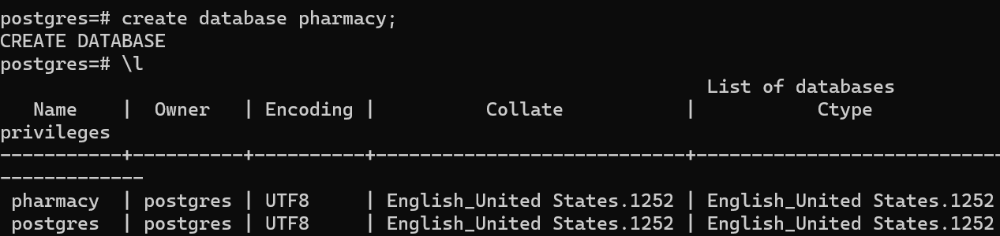 postgres=# create database pharmacy;
CREATE DATABASE
postgres=# \l
List of databases
   Name    |  Owner   | Encoding |          Collate           |           Ctype
privileges
-----------+----------+----------+----------------------------+----------------------------
-------------
 pharmacy  | postgres | UTF8     | English_United States.1252 | English_United States.1252
 postgres  | postgres | UTF8     | English_United States.1252 | English_United States.1252